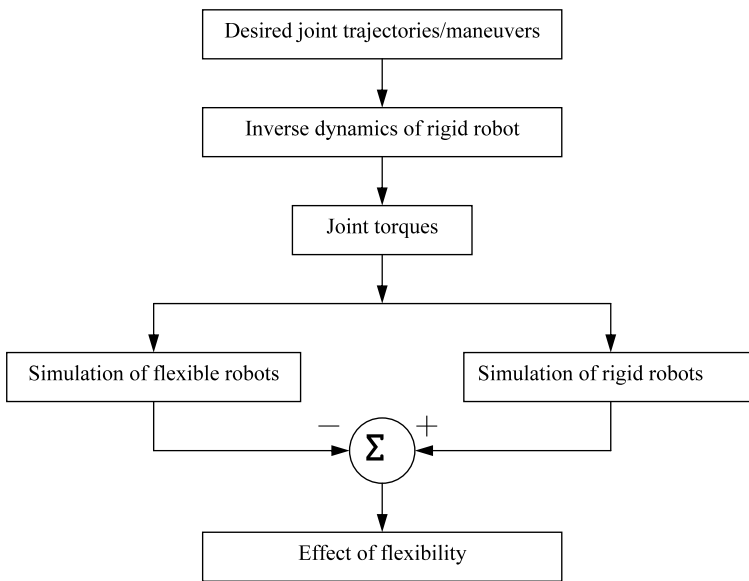 Desired joint trajectories/maneuvers
Inverse dynamics of rigid robot
Joint torques
Simulation of flexible robots
Simulation of rigid robots
− +
Σ
Effect of flexibility